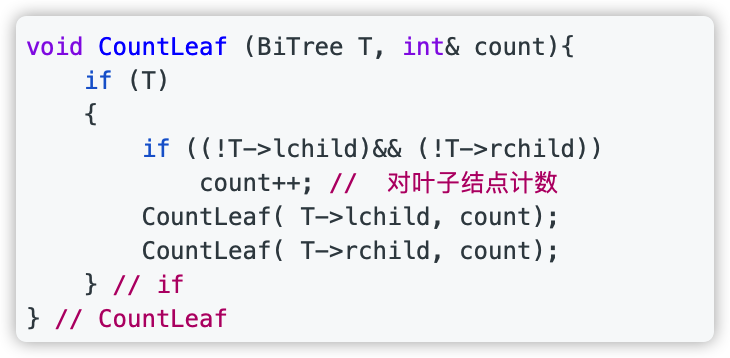 void CountLeaf (BiTree T, int& count){
    if (T)
    {
        if ((!T->lchild)&& (!T->rchild))
            count++; //  对叶子结点计数
        CountLeaf( T->lchild, count);
        CountLeaf( T->rchild, count);
    } // if
} // CountLeaf